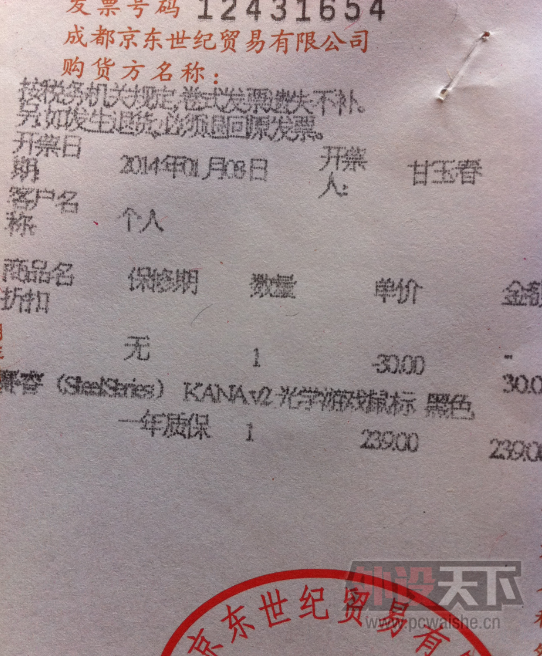 发票号码 12431654
成都京东世纪贸易有限公司
购货方名称：
按税务机关规定,卷式发票遗失不补。
另,如发生退货,必须退回原发票。
开票日期 2014年01月08日 开票人: 甘玉春
客户名称 个人
商品名 保修期 数量 单价 金额
折扣
无 1 -30.00 -
30.0
赛睿（SteelSeries） KANA v2 光学游戏鼠标 黑色
一年质保 1 239.00 239.00
京东世纪贸易有
外设天下
www.pcwaishe.cn